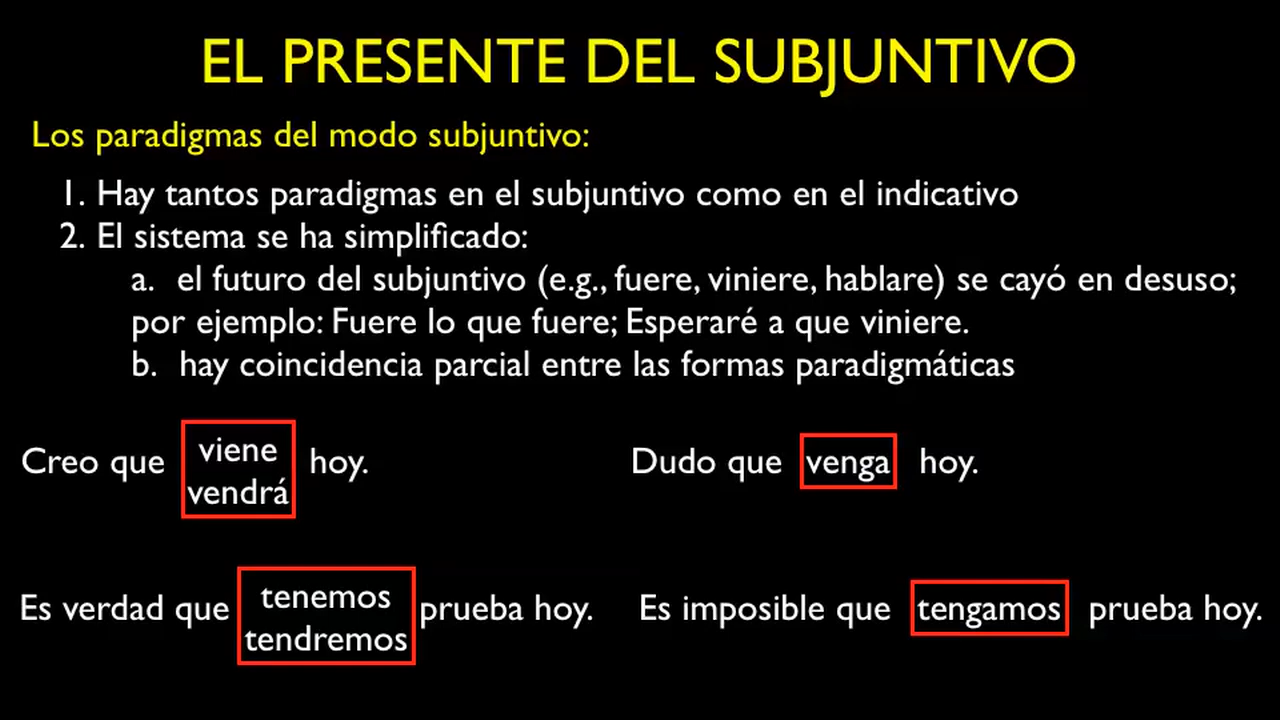 EL PRESENTE DEL SUBJUNTIVO
Los paradigmas del modo subjuntivo:
1. Hay tantos paradigmas en el subjuntivo como en el indicativo
2. El sistema se ha simplificado:
a. el futuro del subjuntivo (e.g., fuere, viniere, hablare) se cayó en desuso;
por ejemplo: Fuere lo que fuere; Esperaré a que viniere.
b. hay coincidencia parcial entre las formas paradigmáticas
Creo que viene hoy.
vendrá
Dudo que venga hoy.
Es verdad que tenemos prueba hoy.
tendremos
Es imposible que tengamos prueba hoy.